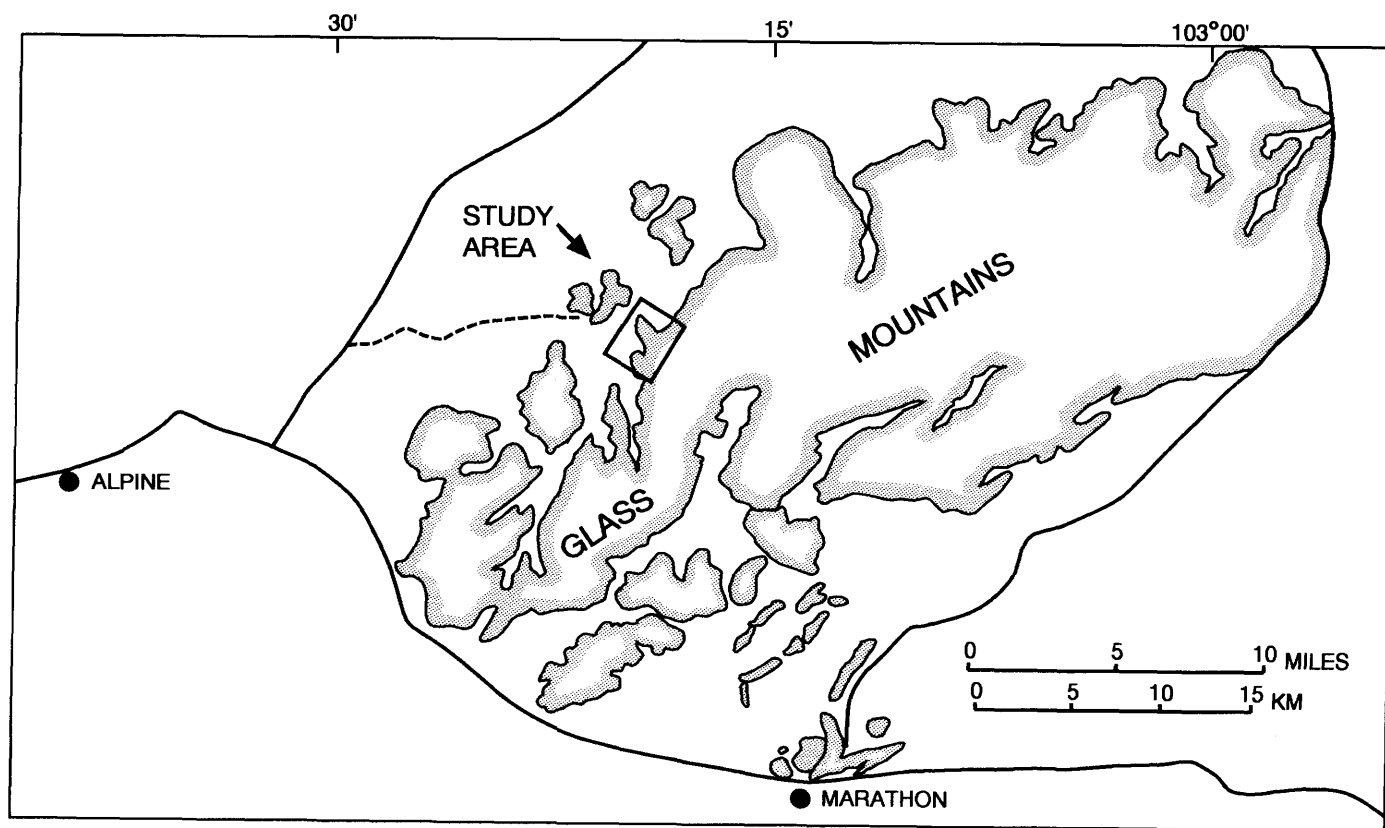 30'
15'
103°00'
STUDY
AREA
MOUNTAINS
ALPINE
GLASS
0 5 10 MILES
0 5 10 15 KM
MARATHON